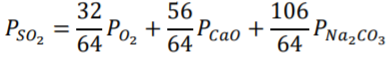 P_{SO_2} = \frac{32}{64} P_{O_2} + \frac{56}{64} P_{CaO} + \frac{106}{64} P_{Na_2CO_3}